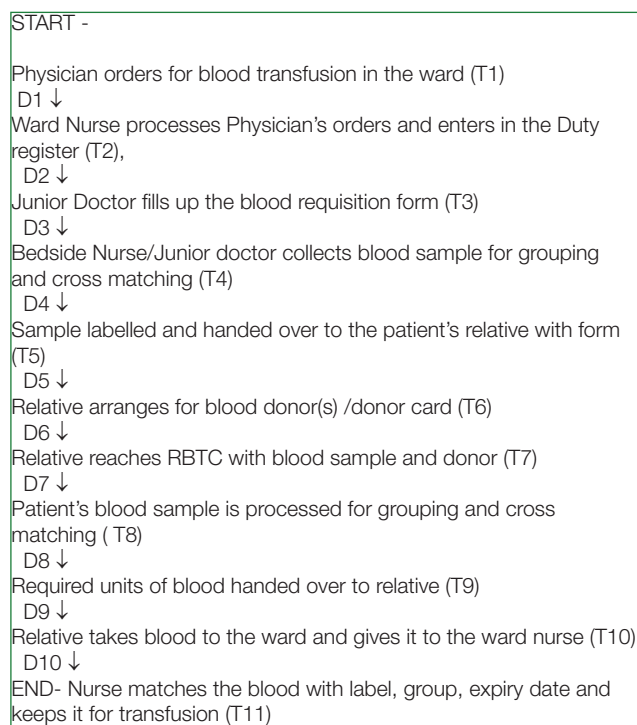 START -
Physician orders for blood transfusion in the ward (T1)
D1 ↓
Ward Nurse processes Physician's orders and enters in the Duty
register (T2),
D2 ↓
Junior Doctor fills up the blood requisition form (T3)
D3 ↓
Bedside Nurse/Junior doctor collects blood sample for grouping
and cross matching (T4)
D4 ↓
Sample labelled and handed over to the patient's relative with form
(T5)
D5 ↓
Relative arranges for blood donor(s) /donor card (T6)
D6 ↓
Relative reaches RBTC with blood sample and donor (T7)
D7 ↓
Patient's blood sample is processed for grouping and cross
matching ( T8)
D8 ↓
Required units of blood handed over to relative (T9)
D9 ↓
Relative takes blood to the ward and gives it to the ward nurse (T10)
D10 ↓
END- Nurse matches the blood with label, group, expiry date and
keeps it for transfusion (T11)